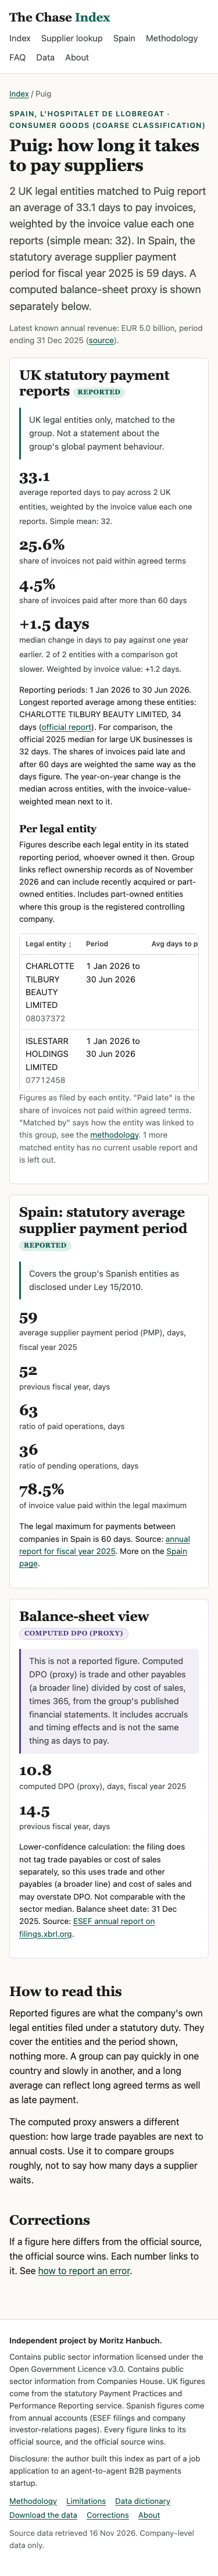 The Chase Index
Index Supplier lookup Spain Methodology
FAQ Data About
Index / Puig
SPAIN, L'HOSPITALET DE LLOBREGAT ·
CONSUMER GOODS (COARSE CLASSIFICATION)
Puig: how long it takes
to pay suppliers
2 UK legal entities matched to Puig report
an average of 33.1 days to pay invoices,
weighted by the invoice value each one
reports (simple mean: 32). In Spain, the
statutory average supplier payment
period for fiscal year 2025 is 59 days. A
computed balance-sheet proxy is shown
separately below.
Latest known annual revenue: EUR 5.0 billion, period
ending 31 Dec 2025 (source).
UK statutory payment
reports REPORTED
UK legal entities only, matched to the
group. Not a statement about the
group's global payment behaviour.
33.1
average reported days to pay across 2 UK
entities, weighted by the invoice value each one
reports. Simple mean: 32.
25.6%
share of invoices not paid within agreed terms
4.5%
share of invoices paid after more than 60 days
+1.5 days
median change in days to pay against one year
earlier. 2 of 2 entities with a comparison got
slower. Weighted by invoice value: +1.2 days.
Reporting periods: 1 Jan 2026 to 30 Jun 2026.
Longest reported average among these entities:
CHARLOTTE TILBURY BEAUTY LIMITED, 34
days (official report). For comparison, the
official 2025 median for large UK businesses is
32 days. The shares of invoices paid late and
after 60 days are weighted the same way as the
days figure. The year-on-year change is the
median across entities, with the invoice-value-
weighted mean next to it.
Per legal entity
Figures describe each legal entity in its stated
reporting period, whoever owned it then. Group
links reflect ownership records as of November
2026 and can include recently acquired or part-
owned entities. Includes part-owned entities
where this group is the registered controlling
company.
Legal entity ↕ Period Avg days to p
CHARLOTTE
TILBURY
BEAUTY
LIMITED
08037372
1 Jan 2026 to
30 Jun 2026
ISLESTARR
HOLDINGS
LIMITED
07712458
1 Jan 2026 to
30 Jun 2026
Figures as filed by each entity. "Paid late" is the
share of invoices not paid within agreed terms.
"Matched by" says how each entity was linked to
this group, see the methodology. 1 more
matched entity has no current usable report and
is left out.
Spain: statutory average
supplier payment period
REPORTED
Covers the group's Spanish entities as
disclosed under Ley 15/2010.
59
average supplier payment period (PMP), days,
fiscal year 2025
52
previous fiscal year, days
63
ratio of paid operations, days
36
ratio of pending operations, days
78.5%
of invoice value paid within the legal maximum
The legal maximum for payments between
companies in Spain is 60 days. Source: annual
report for fiscal year 2025. More on the Spain
page.
Balance-sheet view
COMPUTED DPO (PROXY)
This is not a reported figure. Computed
DPO (proxy) is trade and other payables
(a broader line) divided by cost of sales,
times 365, from the group's published
financial statements. It includes accruals
and timing effects and is not the same
thing as days to pay.
10.8
computed DPO (proxy), days, fiscal year 2025
14.5
previous fiscal year, days
Lower-confidence calculation: the filing does
not tag trade payables or cost of sales
separately, so this uses trade and other
payables (a broader line) and cost of sales and
may overstate DPO. Not comparable with the
sector median. Balance sheet date: 31 Dec
2025. Source: ESEF annual report on
filings.xbrl.org.
How to read this
Reported figures are what the company's own
legal entities filed under a statutory duty. They
cover the entities and the period shown,
nothing more. A group can pay quickly in one
country and slowly in another, and a long
average can reflect long agreed terms as well
as late payment.
The computed proxy answers a different
question: how large trade payables are next to
annual costs. Use it to compare groups
roughly, not to say how many days a supplier
waits.
Corrections
If a figure here differs from the official source,
the official source wins. Each number links to
it. See how to report an error.
Independent project by Moritz Hanbuch.
Contains public sector information licensed under the
Open Government Licence v3.0. Contains public
sector information from Companies House. UK figures
come from the statutory Payment Practices and
Performance Reporting service. Spanish figures come
from annual accounts (ESEF filings and company
investor-relations pages). Every figure links to its
official source, and the official source wins.
Disclosure: the author built this index as part of a job
application to an agent-to-agent B2B payments
startup.
Methodology Limitations Data dictionary
Download the data Corrections About
Source data retrieved 16 Nov 2026. Company-level
data only.